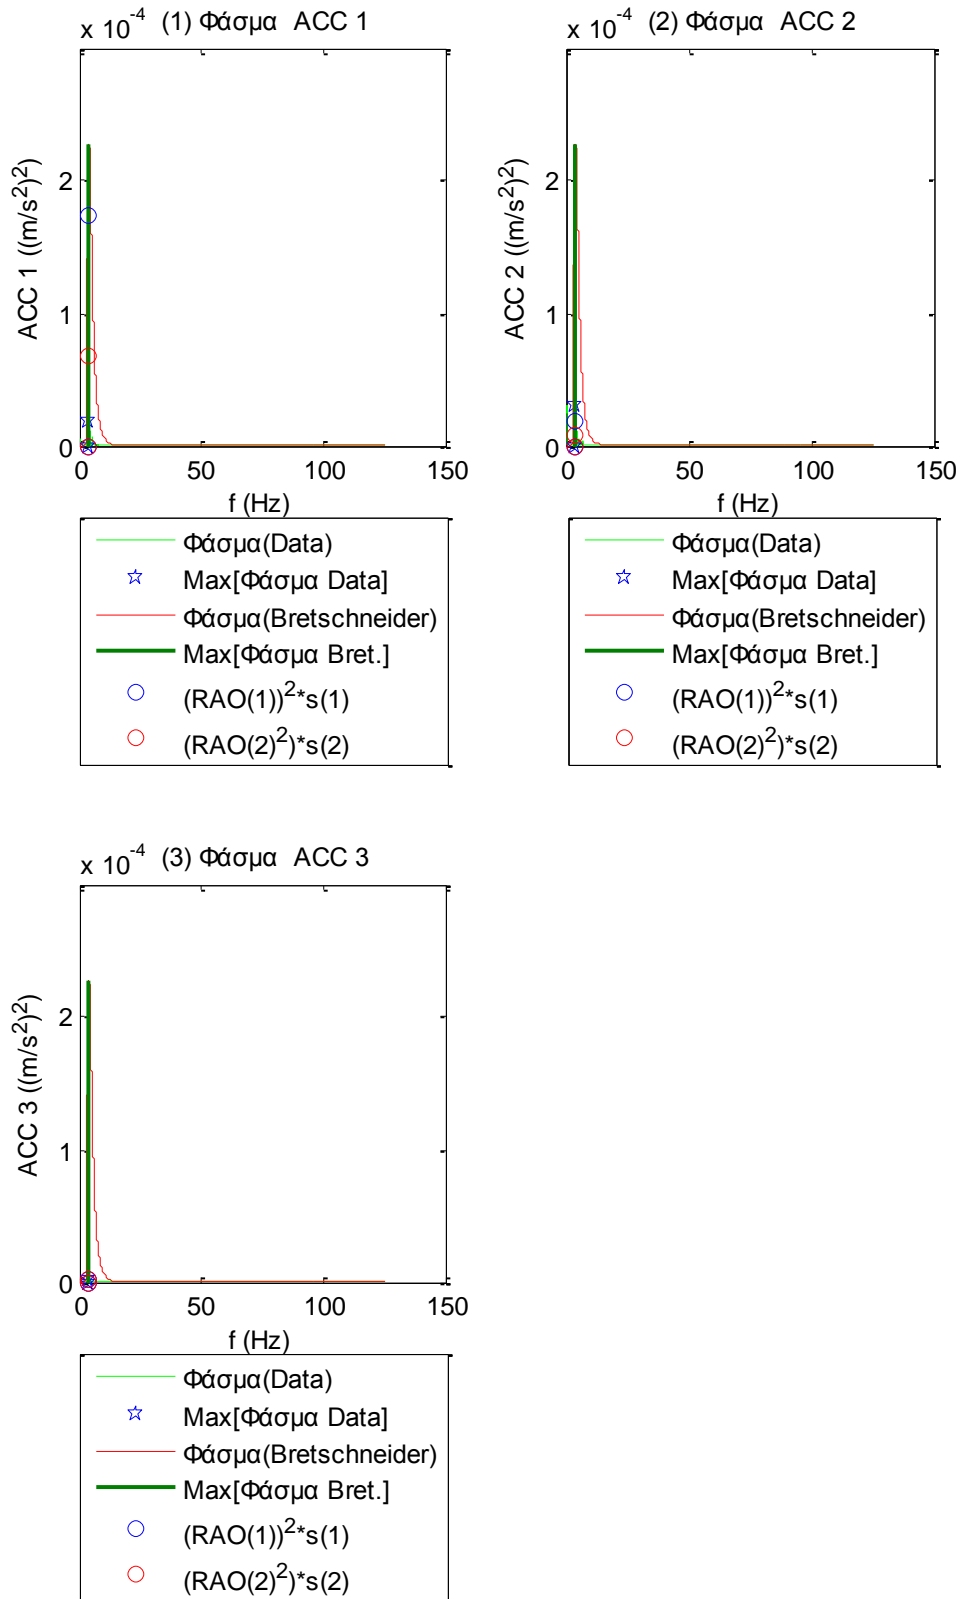 x 10^-4 (1) Φάσμα ACC 1
ACC 1 ((m/s^2)^2)
2
1
0
0 50 100 150
f (Hz)
Φάσμα(Data)
Max[Φάσμα Data]
Φάσμα(Bretschneider)
Max[Φάσμα Bret.]
(RAO(1))^2*s(1)
(RAO(2)^2)*s(2)
x 10^-4 (2) Φάσμα ACC 2
ACC 2 ((m/s^2)^2)
2
1
0
0 50 100 150
f (Hz)
Φάσμα(Data)
Max[Φάσμα Data]
Φάσμα(Bretschneider)
Max[Φάσμα Bret.]
(RAO(1))^2*s(1)
(RAO(2)^2)*s(2)
x 10^-4 (3) Φάσμα ACC 3
ACC 3 ((m/s^2)^2)
2
1
0
0 50 100 150
f (Hz)
Φάσμα(Data)
Max[Φάσμα Data]
Φάσμα(Bretschneider)
Max[Φάσμα Bret.]
(RAO(1))^2*s(1)
(RAO(2)^2)*s(2)